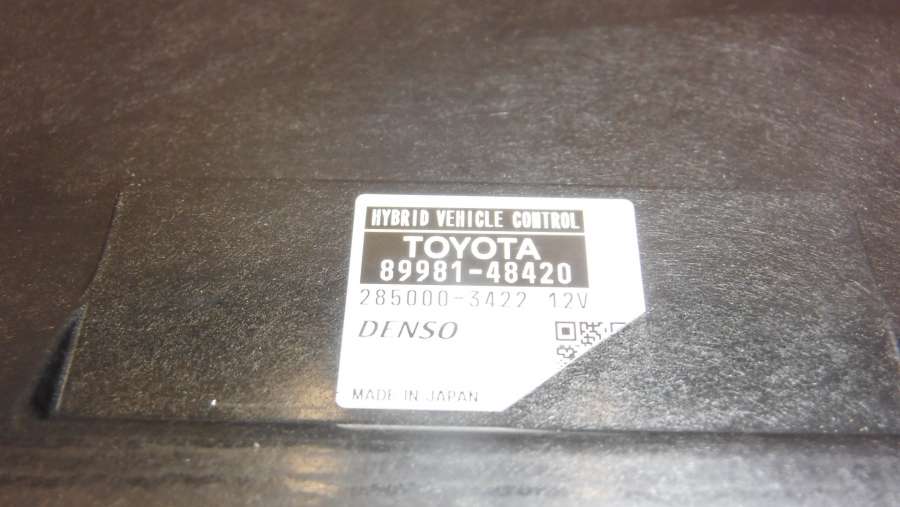 HYBRID VEHICLE CONTROL
TOYOTA
89981-48420
285000-3422 12V
DENSO
MADE IN JAPAN